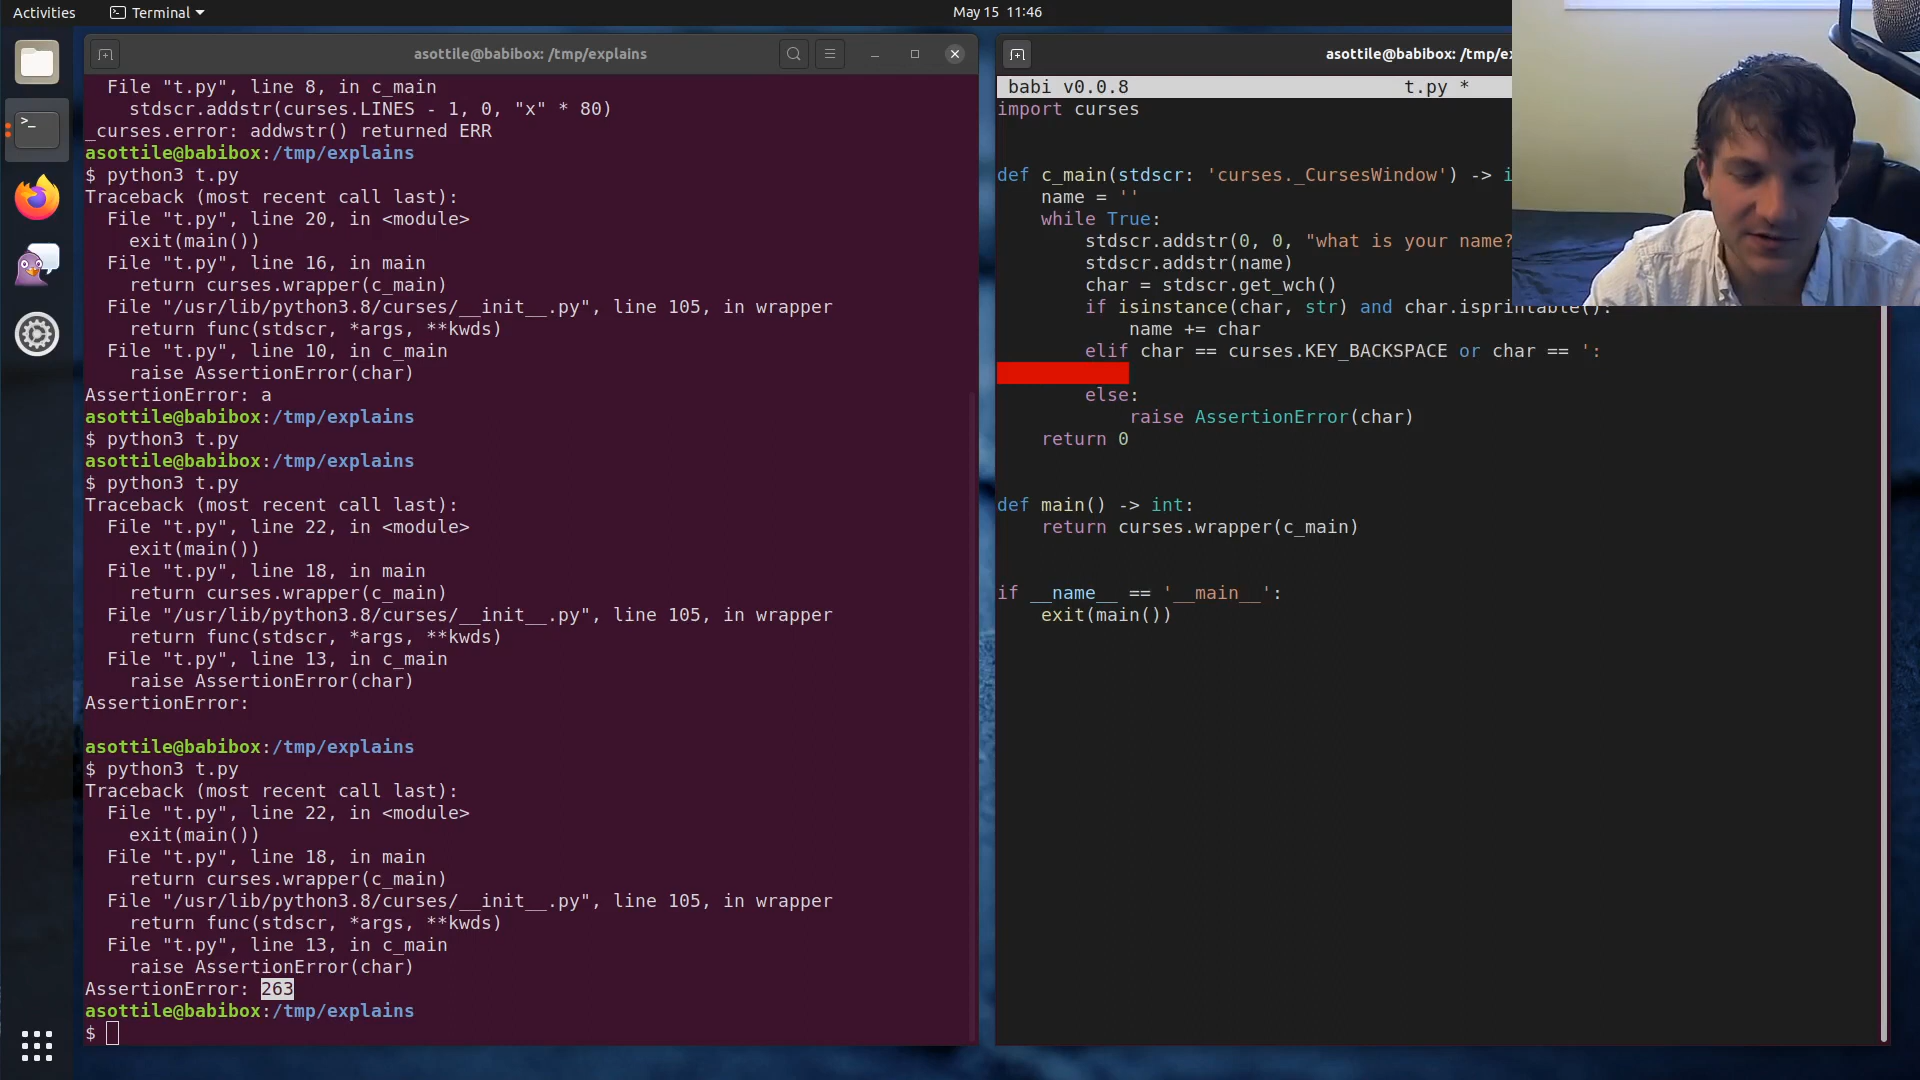 Activities
Terminal
May 15 11:46
asottile@babibox: /tmp/explains
File "t.py", line 8, in c_main
stdscr.addstr(curses.LINES - 1, 0, "x" * 80)
_curses.error: addwstr() returned ERR
asottile@babibox:/tmp/explains
$ python3 t.py
Traceback (most recent call last):
File "t.py", line 20, in <module>
exit(main())
File "t.py", line 16, in main
return curses.wrapper(c_main)
File "/usr/lib/python3.8/curses/__init__.py", line 105, in wrapper
return func(stdscr, *args, **kwds)
File "t.py", line 10, in c_main
raise AssertionError(char)
AssertionError: a
asottile@babibox:/tmp/explains
$ python3 t.py
asottile@babibox:/tmp/explains
$ python3 t.py
Traceback (most recent call last):
File "t.py", line 22, in <module>
exit(main())
File "t.py", line 18, in main
return curses.wrapper(c_main)
File "/usr/lib/python3.8/curses/__init__.py", line 105, in wrapper
return func(stdscr, *args, **kwds)
File "t.py", line 13, in c_main
raise AssertionError(char)
AssertionError:
asottile@babibox:/tmp/explains
$ python3 t.py
Traceback (most recent call last):
File "t.py", line 22, in <module>
exit(main())
File "t.py", line 18, in main
return curses.wrapper(c_main)
File "/usr/lib/python3.8/curses/__init__.py", line 105, in wrapper
return func(stdscr, *args, **kwds)
File "t.py", line 13, in c_main
raise AssertionError(char)
AssertionError: 263
asottile@babibox:/tmp/explains
$
asottile@babibox: /tmp/e
babi v0.0.8 t.py *
import curses
def c_main(stdscr: 'curses._CursesWindow') -> i
name = ''
while True:
stdscr.addstr(0, 0, "what is your name?
stdscr.addstr(name)
char = stdscr.get_wch()
if isinstance(char, str) and char.isprintable():
name += char
elif char == curses.KEY_BACKSPACE or char == ':
else:
raise AssertionError(char)
return 0
def main() -> int:
return curses.wrapper(c_main)
if __name__ == '__main__':
exit(main())